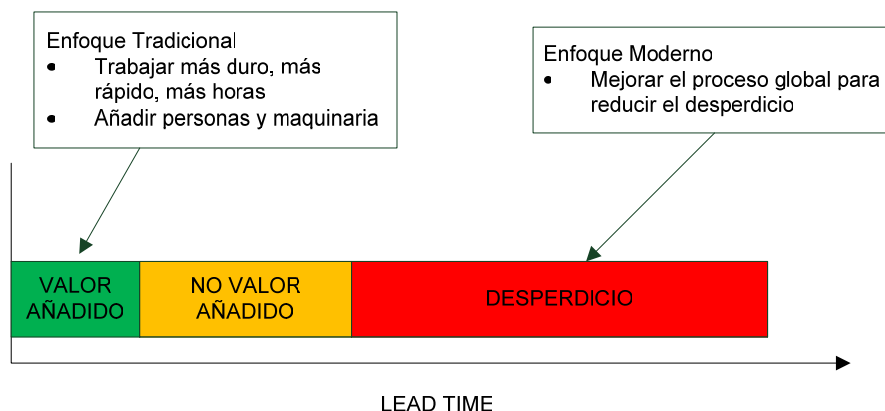 Enfoque Tradicional
• Trabajar más duro, más
rápido, más horas
• Añadir personas y maquinaria
Enfoque Moderno
• Mejorar el proceso global para
reducir el desperdicio
VALOR
AÑADIDO
NO VALOR
AÑADIDO
DESPERDICIO
LEAD TIME